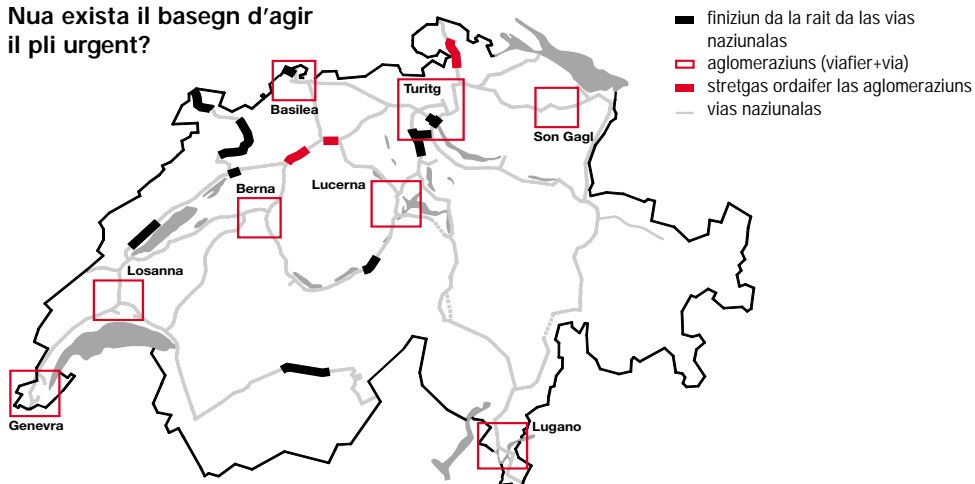 Nua exista il basegn d'agir
il pli urgent?
finiziun da la rait da las vias
naziunalas
aglomeraziuns (viafier+via)
stretgas ordaifer las aglomeraziuns
vias naziunalas
Basilea
Turitg
Son Gagl
Berna
Lucerna
Losanna
Genevra
Lugano